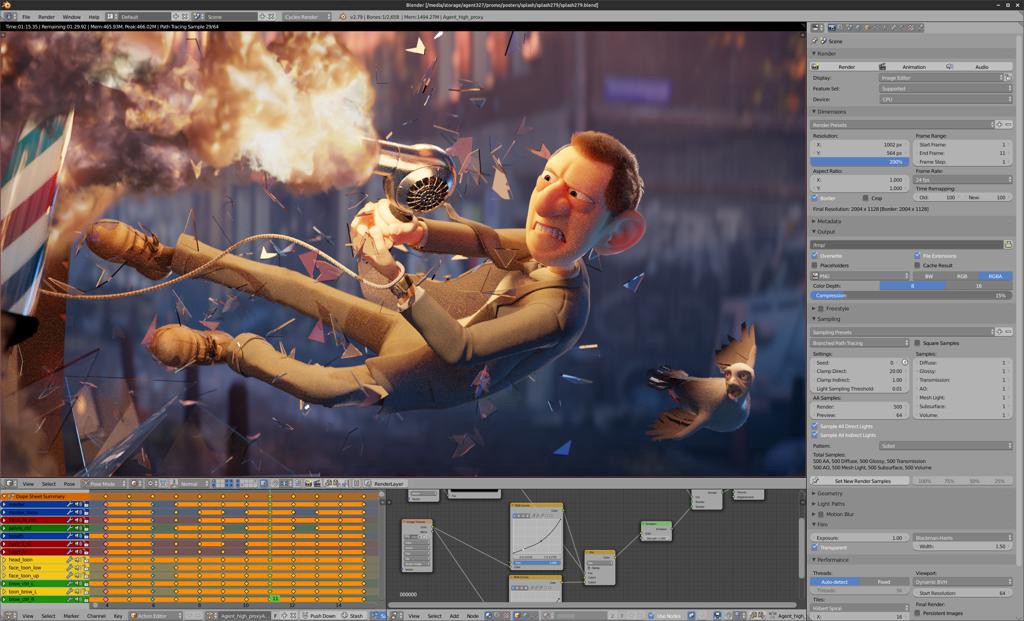 Blender [/media/storage/agent327/promo/posters/splash/splash279/splash279.blend]
File Render Window Help Default Scene Cycles Render v2.79 | Bones:1/2,658 | Mem:1494.27M | Agent_high_proxy
Time:01:15.35 | Remaining:01:29.92 | Mem:465.93M, Peak:466.02M | Path Tracing Sample 29/64
Scene
Render
Render Animation Audio
Display: Image Editor
Feature Set: Supported
Device: CPU
Dimensions
Render Presets
Resolution: Frame Range:
X: 1002 px Start Frame: 1
Y: 564 px End Frame: 11
200% Frame Step: 1
Aspect Ratio: Frame Rate:
X: 1.000 24 fps
Y: 1.000 Time Remapping:
Border Crop Old: 100 New: 100
Final Resolution: 2004 x 1128 [Border: 2004 x 1128]
Metadata
Output
/tmp/
Overwrite File Extensions
Placeholders Cache Result
PNG BW RGB RGBA
Color Depth: 8 16
Compression: 15%
Freestyle
Sampling
Sampling Presets
Branched Path Tracing Square Samples
Settings: Samples:
Seed: 0 Diffuse: 1
Clamp Direct: 20.00 Glossy: 1
Clamp Indirect: 1.00 Transmission: 1
Light Sampling Threshold: 0.01 AO: 1
AA Samples: Mesh Light: 1
Render: 500 Subsurface: 1
Preview: 64 Volume: 1
Sample All Direct Lights
Sample All Indirect Lights
Pattern: Sobol
Total Samples:
500 AA, 500 Diffuse, 500 Glossy, 500 Transmission
500 AO, 500 Mesh Light, 500 Subsurface, 500 Volume
Set New Render Samples 100% 75% 50% 25%
Geometry
Light Paths
Motion Blur
Film
Exposure: 1.00 Blackman-Harris
Transparent Width: 1.50
Performance
Threads: Viewport:
Auto-detect Fixed Dynamic BVH
Threads: Start Resolution: 64
Tiles: Final Render:
Hilbert Spiral Persistent Images
X: 16
View Select Pose Pose Mode Normal RenderLayer
Dope Sheet Summary
head_toon
face_toon_low
face_toon_up
brow_ctrl_L
toon_brow_L
brow_ctrl_R
4 6 8 10 11 12 14
000000
View Select Marker Channel Key Action Editor Agent_high_proxyA F Push Down Stash
View Select Add Node Use Nodes